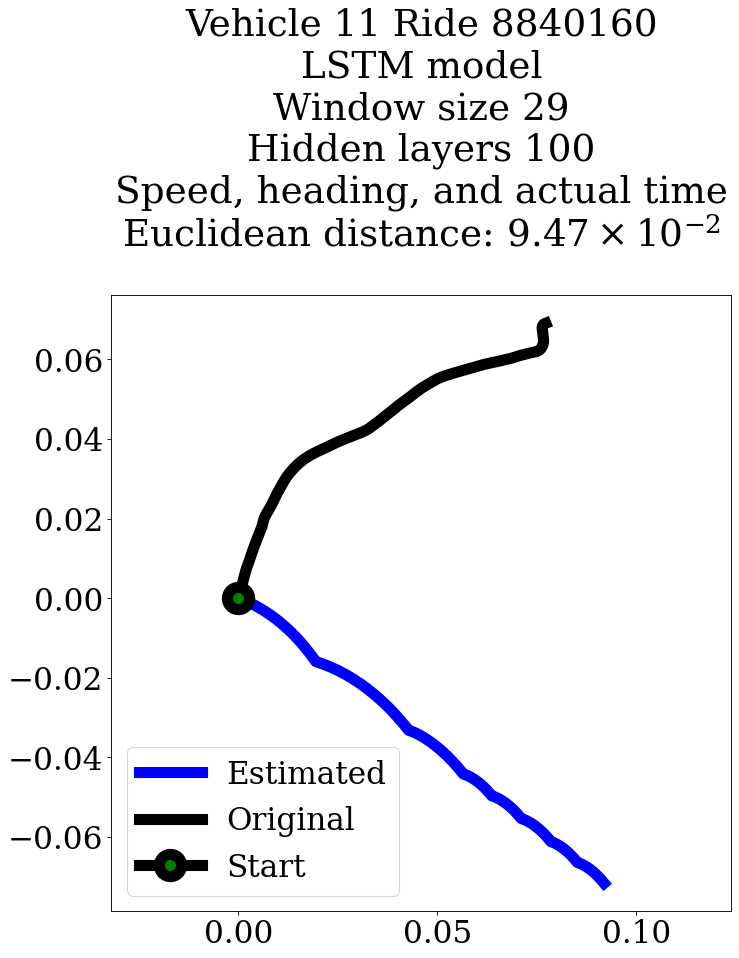 Vehicle 11 Ride 8840160
LSTM model
Window size 29
Hidden layers 100
Speed, heading, and actual time
Euclidean distance: 9.47 × 10⁻²
0.06
0.04
0.02
0.00
−0.02
−0.04
−0.06
Estimated
Original
Start
0.00 0.05 0.10